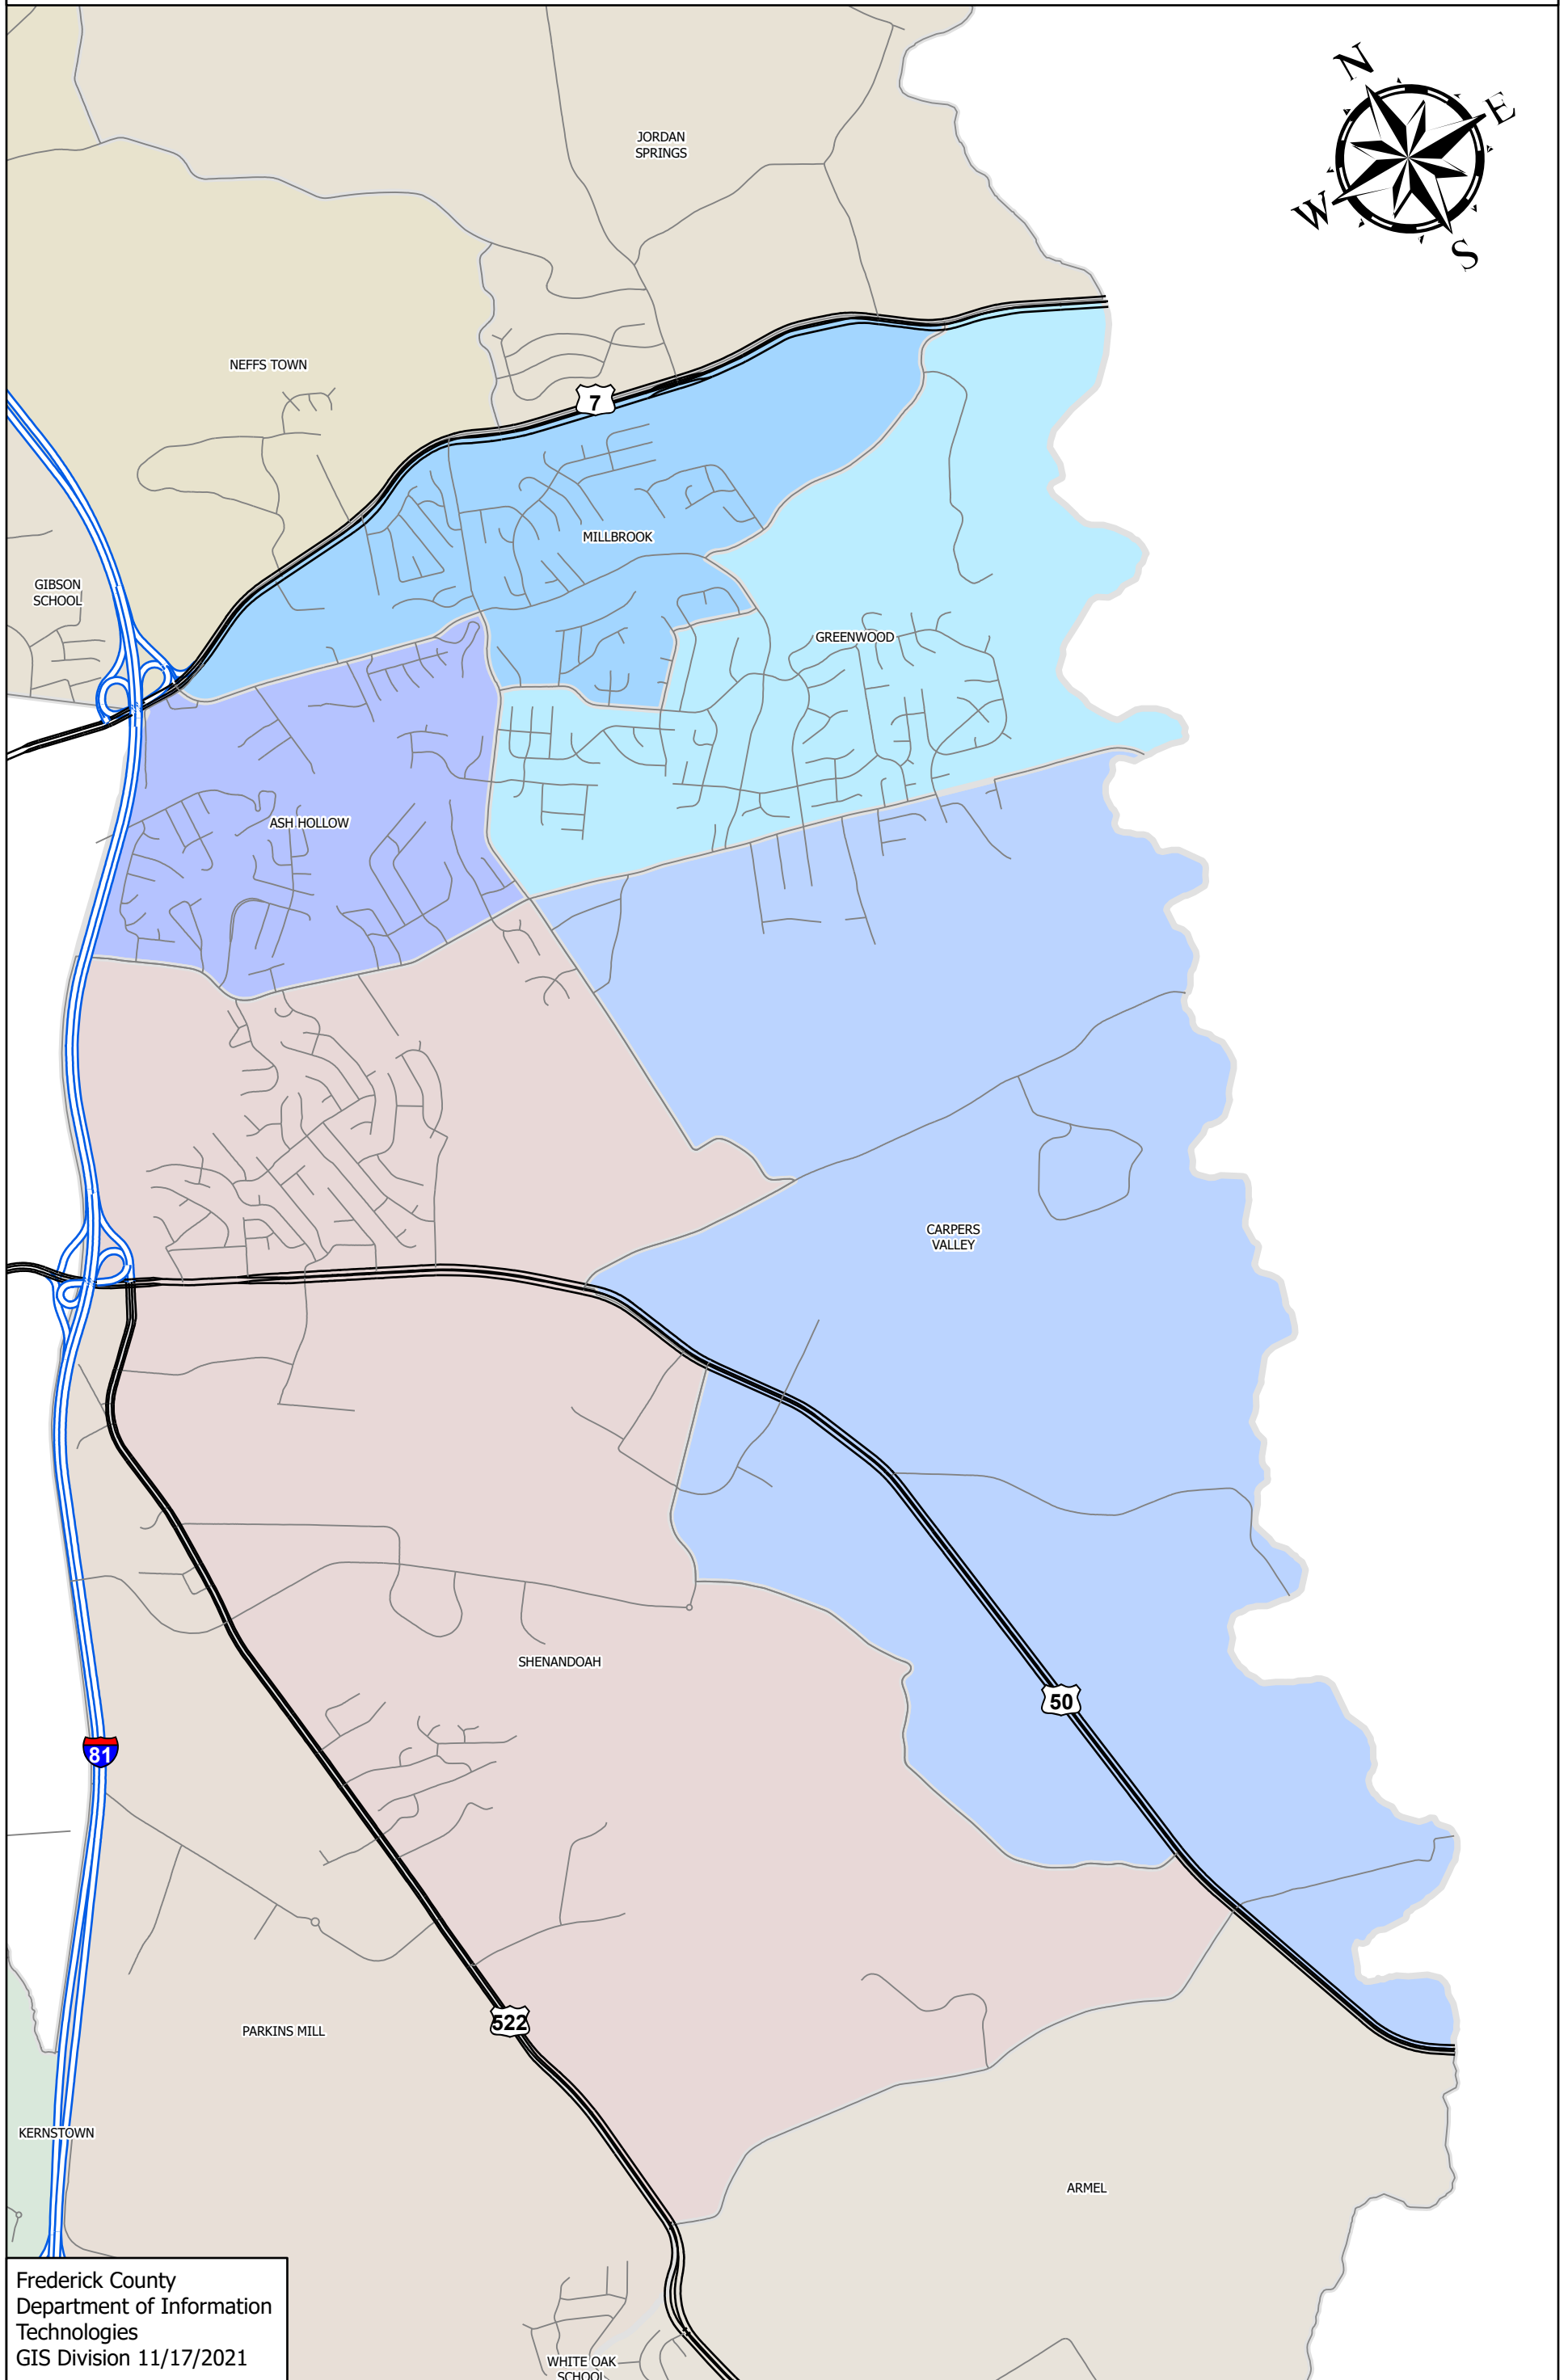 N
E
W
S
JORDAN
SPRINGS
NEFFS TOWN
7
MILLBROOK
GIBSON
SCHOOL
GREENWOOD
ASH HOLLOW
CARPERS
VALLEY
SHENANDOAH
50
81
522
PARKINS MILL
KERNSTOWN
ARMEL
WHITE OAK
SCHOOL
Frederick County
Department of Information
Technologies
GIS Division 11/17/2021